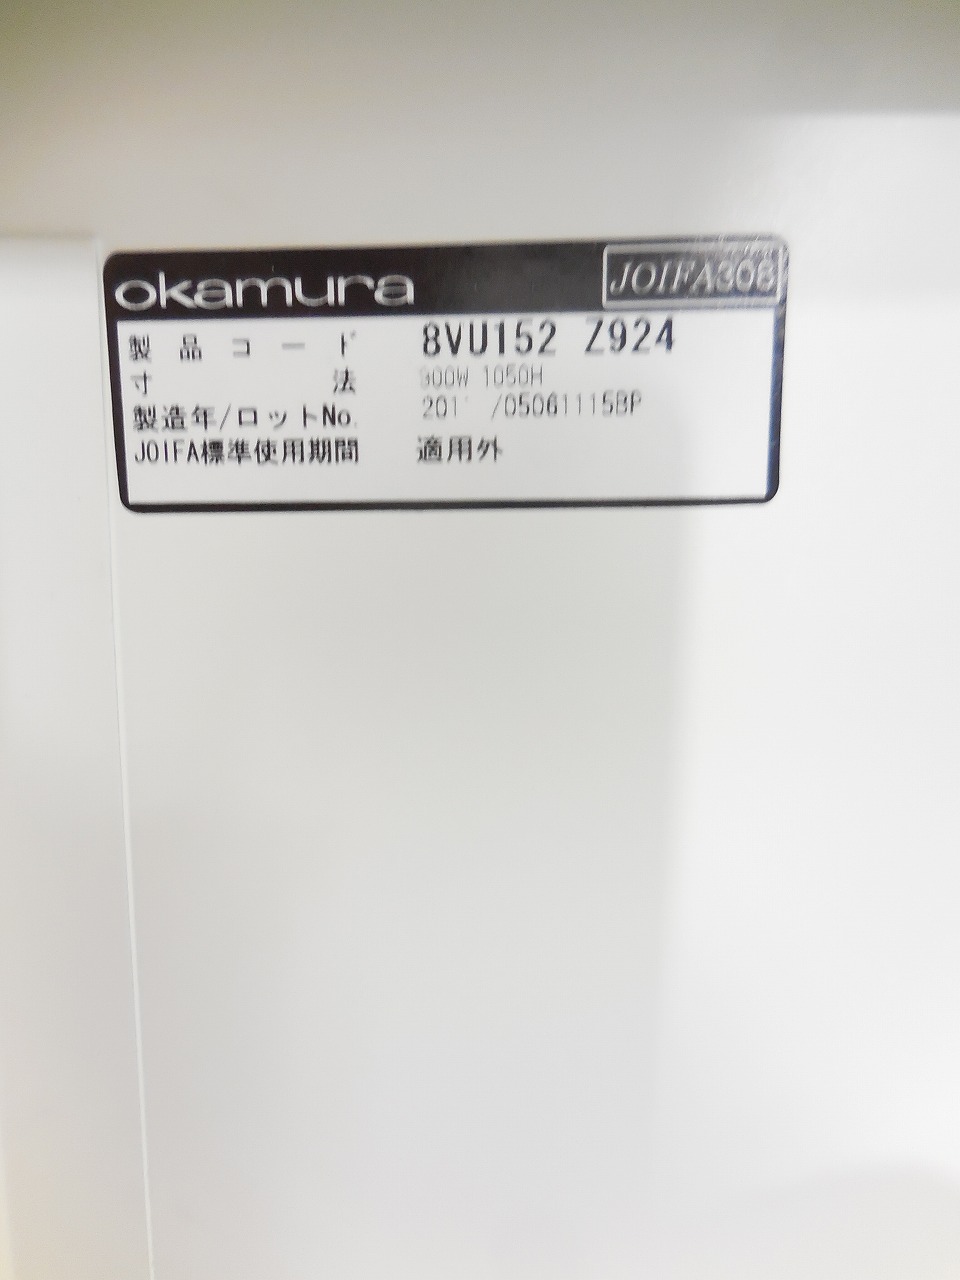 okamura JOIFA308
製品コード 8VU152 Z924
寸法 900W 1050H
製造年/ロットNo. /05061115BP
JOIFA標準使用期間 適用外